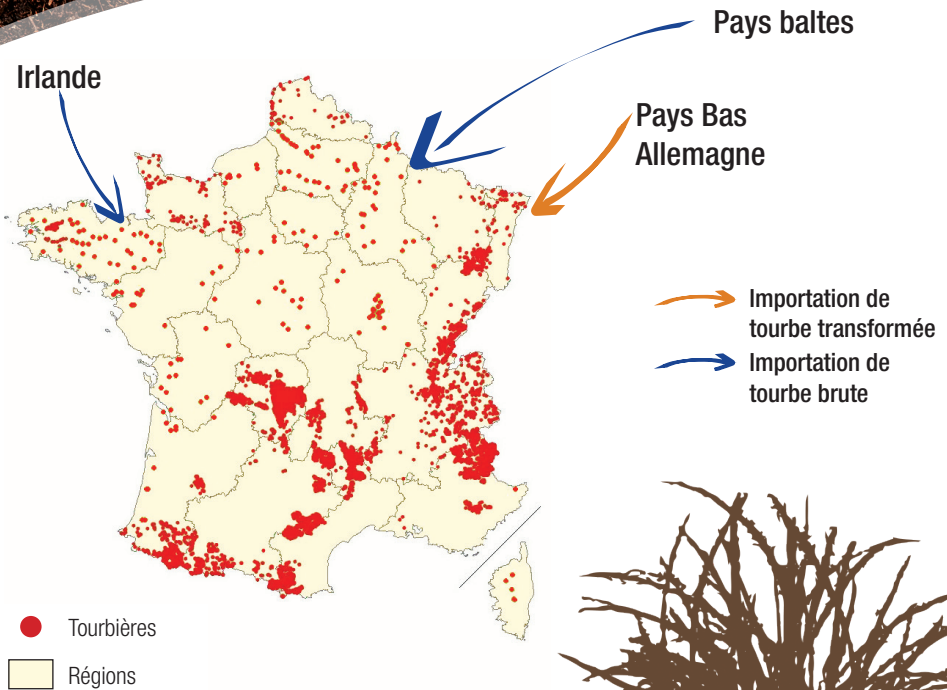 Pays baltes
Irlande
Pays Bas
Allemagne
Importation de
tourbe transformée
Importation de
tourbe brute
Tourbières
Régions